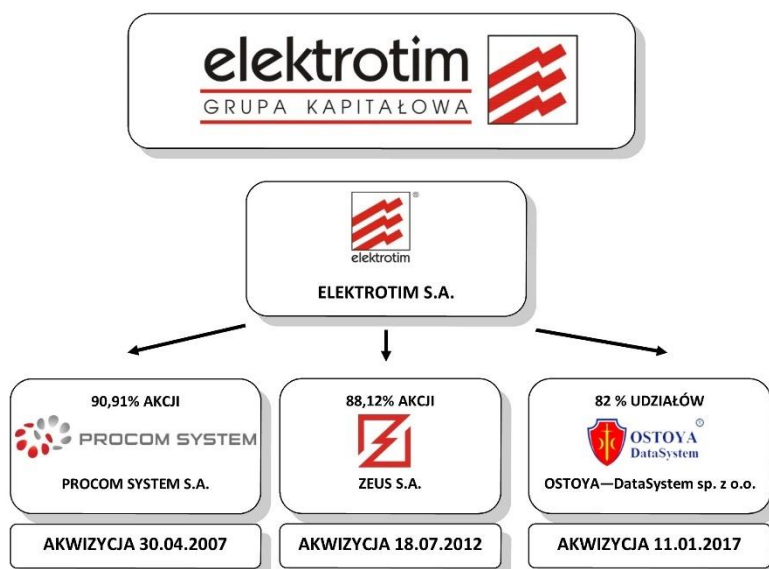 elektrotim
GRUPA KAPITAŁOWA
®
elektrotim
ELEKTROTIM S.A.
90,91% AKCJI
PROCOM SYSTEM
PROCOM SYSTEM S.A.
AKWIZYCJA 30.04.2007
88,12% AKCJI
ZEUS S.A.
AKWIZYCJA 18.07.2012
82 % UDZIAŁÓW
OSTOYA ®
DataSystem
OSTOYA—DataSystem sp. z o.o.
AKWIZYCJA 11.01.2017